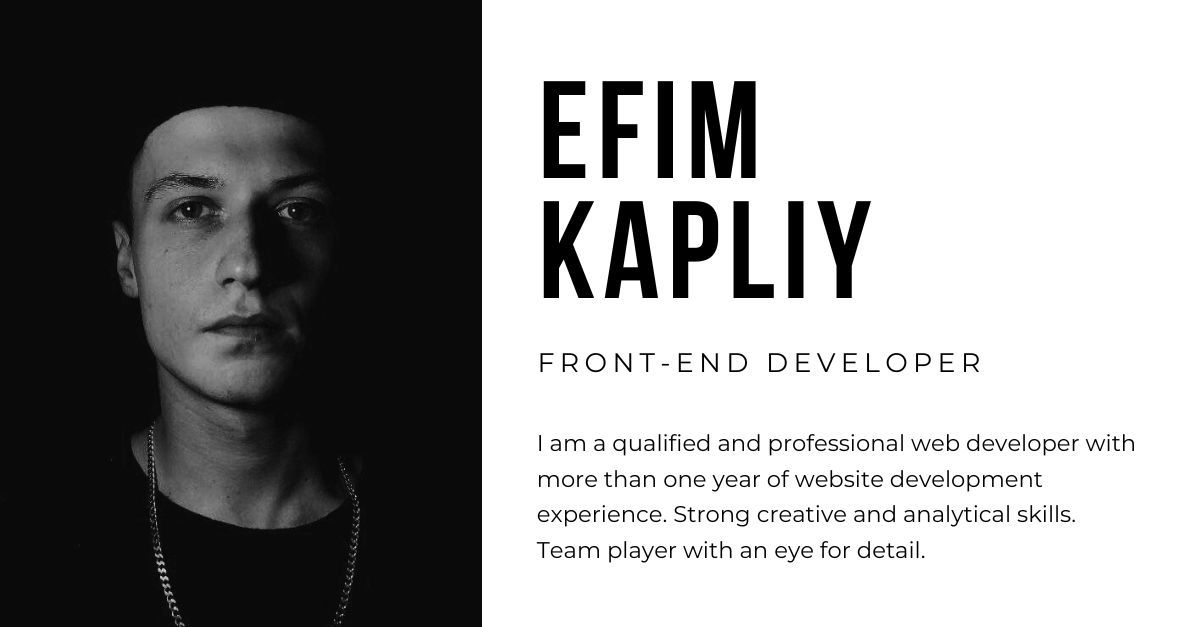 EFIM
KAPLIY
FRONT-END DEVELOPER
I am a qualified and professional web developer with
more than one year of website development
experience. Strong creative and analytical skills.
Team player with an eye for detail.